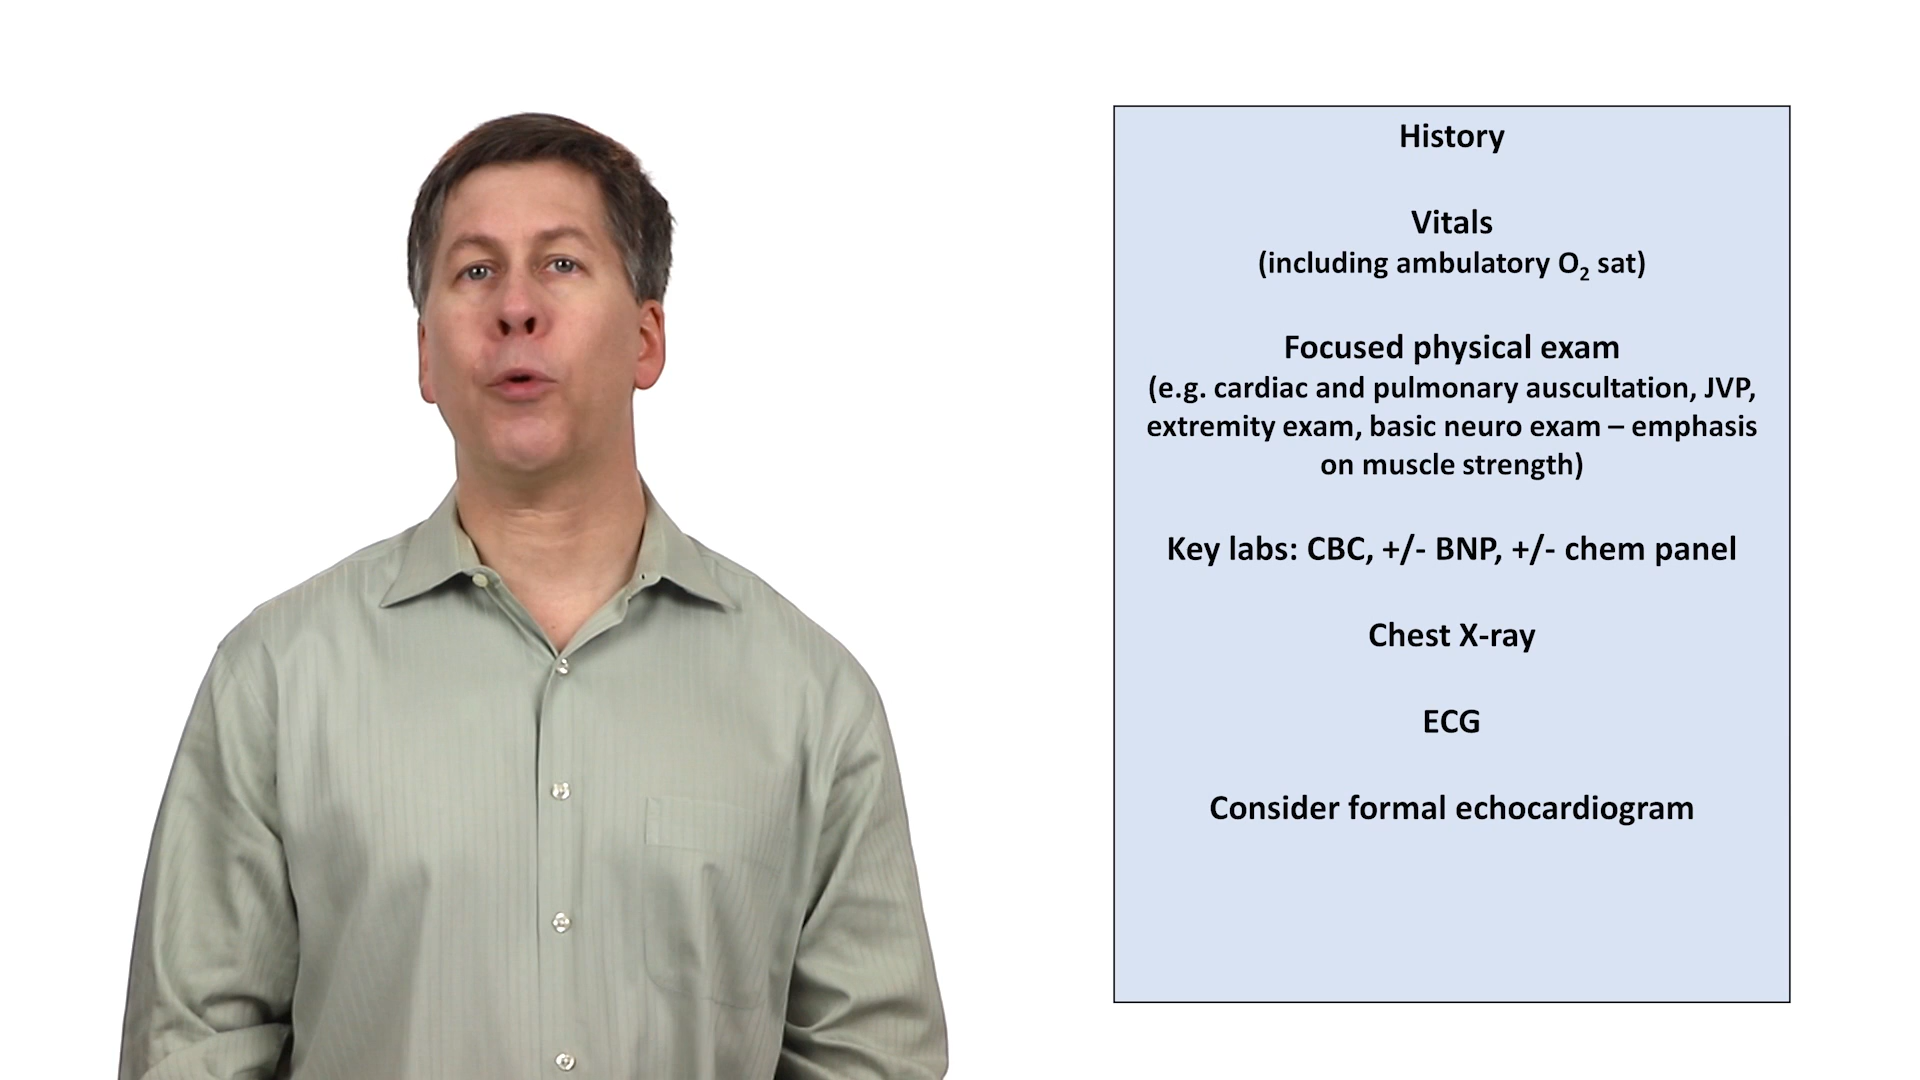 History
Vitals
(including ambulatory O₂ sat)
Focused physical exam
(e.g. cardiac and pulmonary auscultation, JVP,
extremity exam, basic neuro exam – emphasis
on muscle strength)
Key labs: CBC, +/- BNP, +/- chem panel
Chest X-ray
ECG
Consider formal echocardiogram